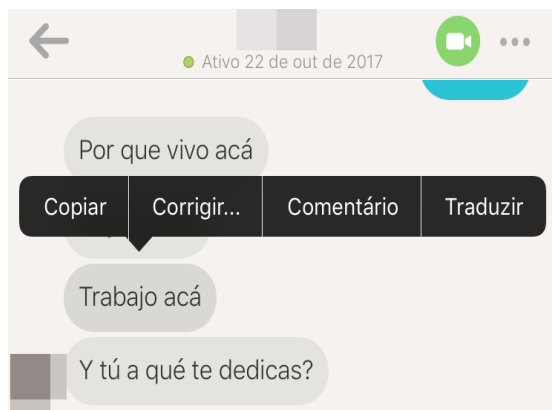 Ativo 22 de out de 2017
Por que vivo acá
Copiar Corrigir... Comentário Traduzir
Trabajo acá
Y tú a qué te dedicas?